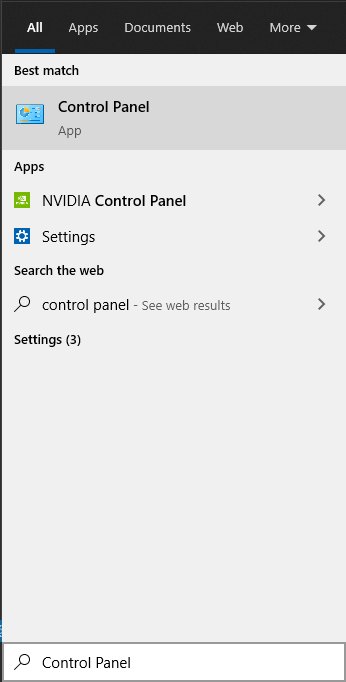 All Apps Documents Web More
Best match
Control Panel
App
Apps
NVIDIA Control Panel
Settings
Search the web
control panel - See web results
Settings (3)
Control Panel